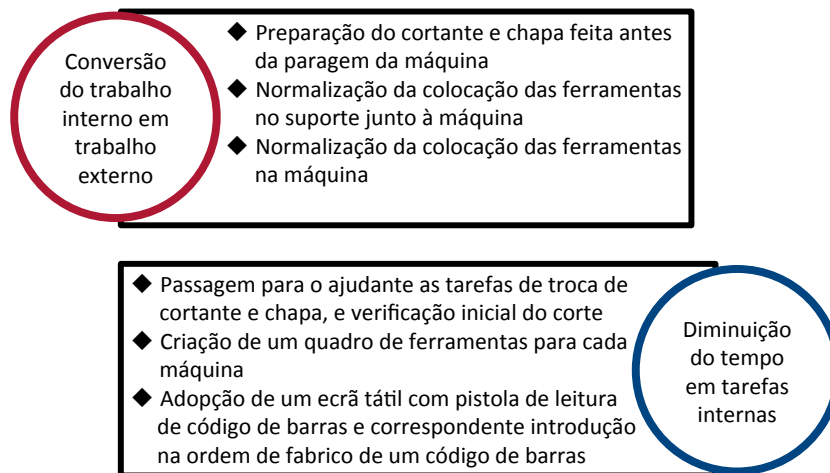 Conversão
do trabalho
interno em
trabalho
externo
◆ Preparação do cortante e chapa feita antes
da paragem da máquina
◆ Normalização da colocação das ferramentas
no suporte junto à máquina
◆ Normalização da colocação das ferramentas
na máquina
◆ Passagem para o ajudante as tarefas de troca de
cortante e chapa, e verificação inicial do corte
◆ Criação de um quadro de ferramentas para cada
máquina
◆ Adopção de um ecrã tátil com pistola de leitura
de código de barras e correspondente introdução
na ordem de fabrico de um código de barras
Diminuição
do tempo
em tarefas
internas